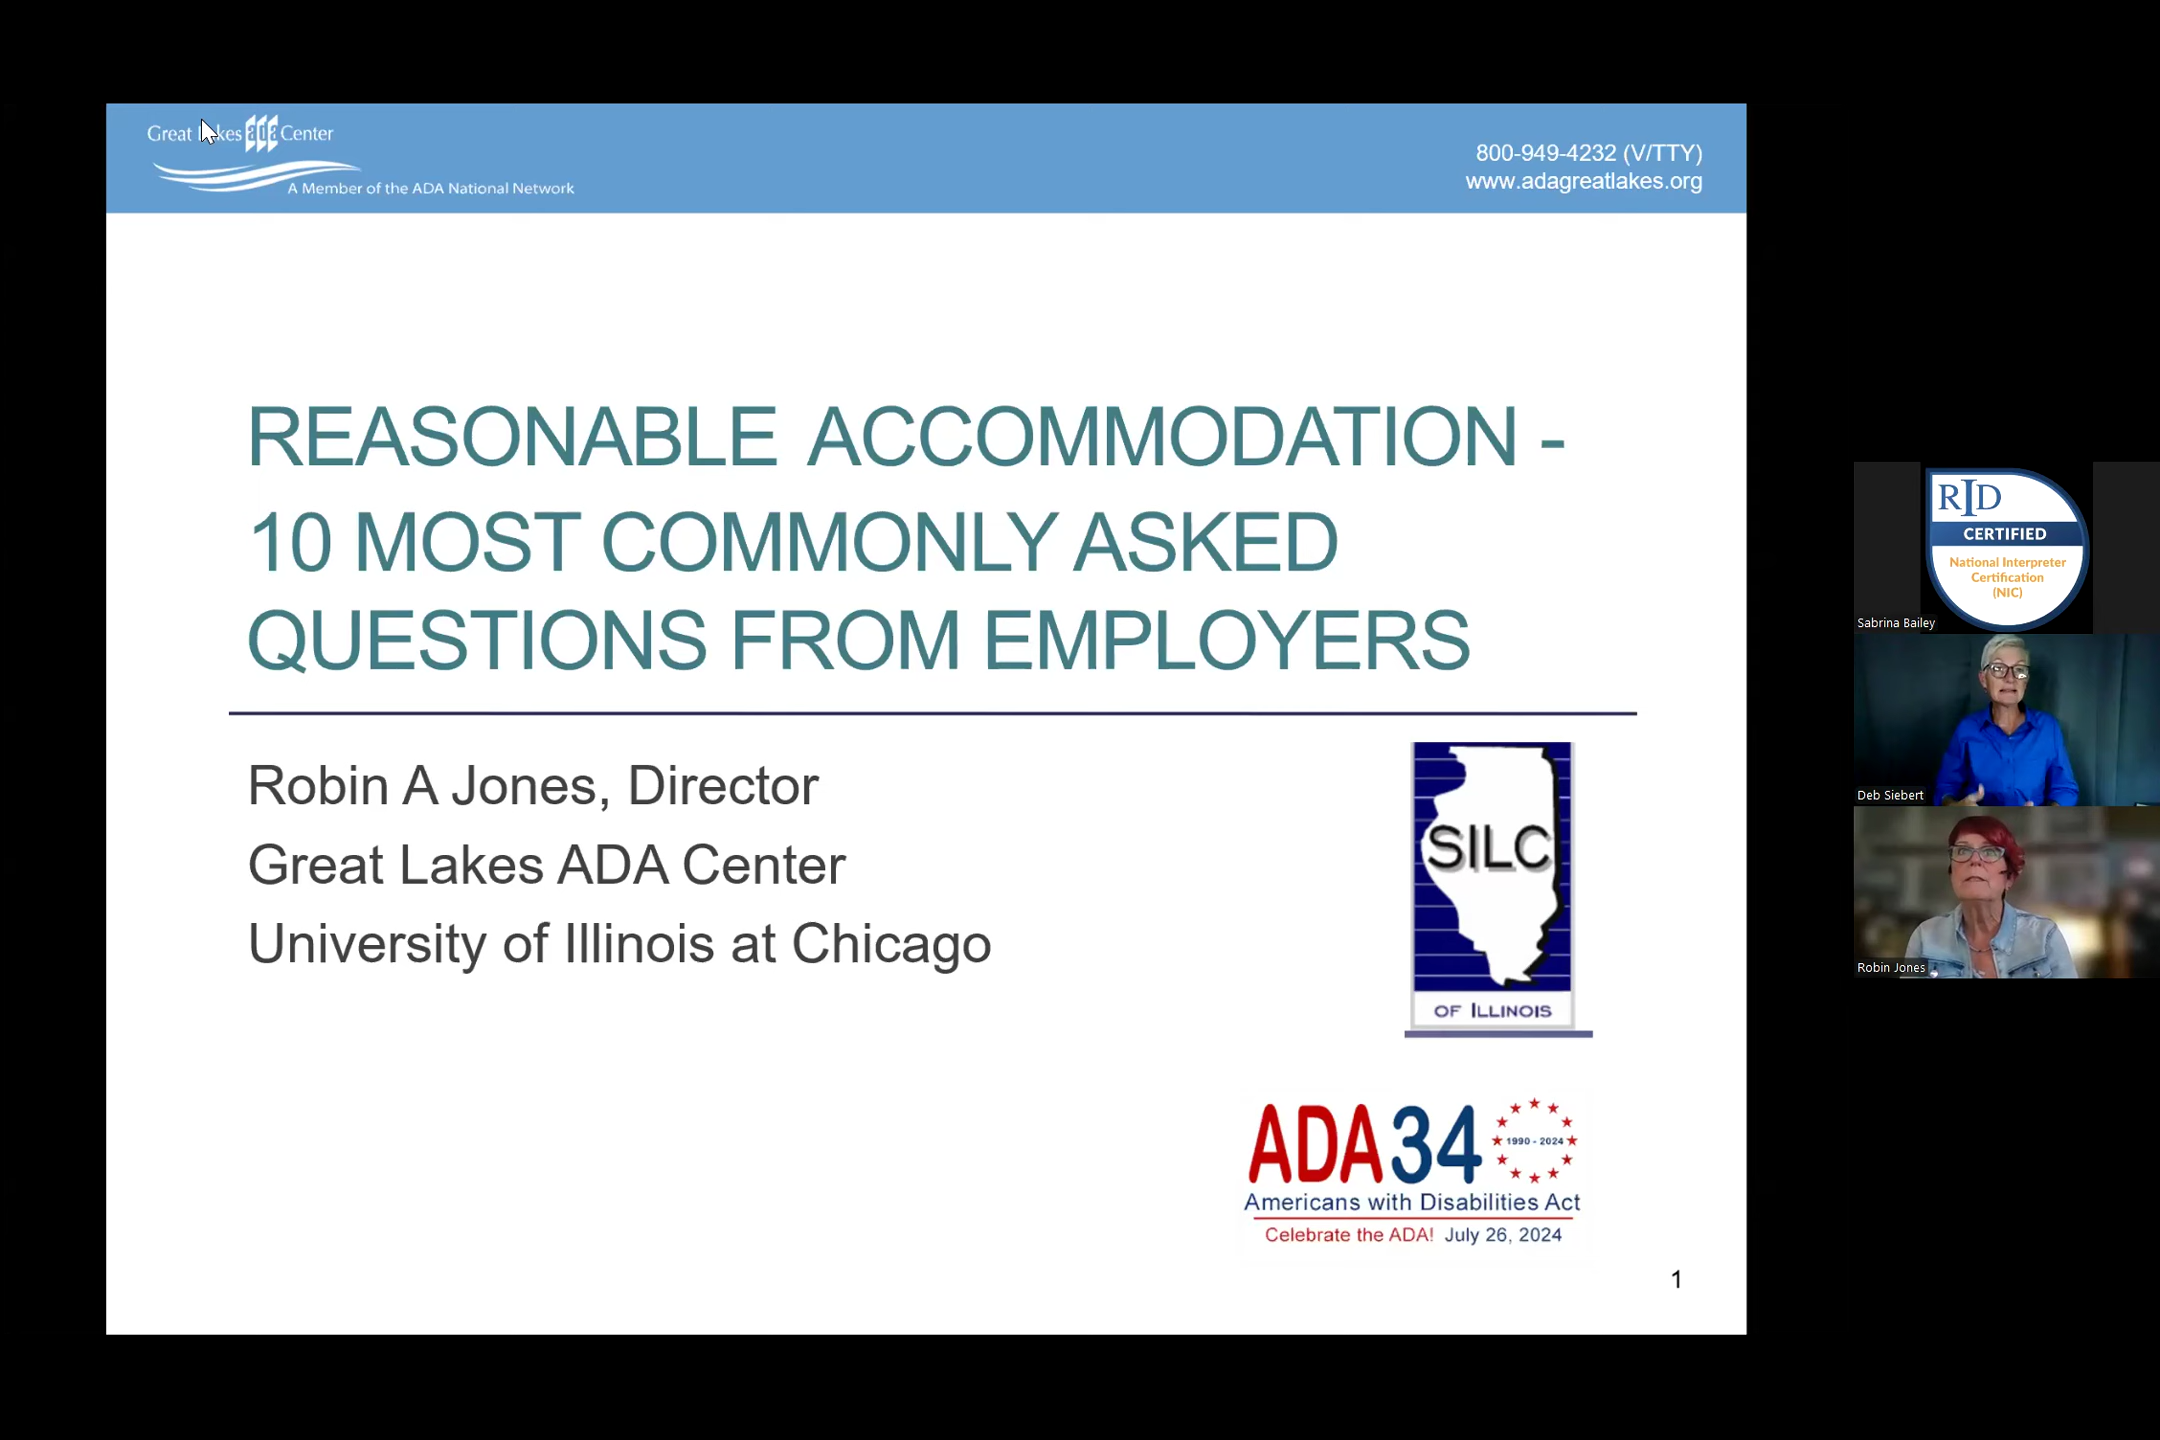 Great Lakes ada Center
A Member of the ADA National Network
800-949-4232 (V/TTY)
www.adagreatlakes.org
REASONABLE ACCOMMODATION -
10 MOST COMMONLY ASKED
QUESTIONS FROM EMPLOYERS
Robin A Jones, Director
Great Lakes ADA Center
University of Illinois at Chicago
SILC
OF ILLINOIS
ADA 34
1990 - 2024
Americans with Disabilities Act
Celebrate the ADA! July 26, 2024
1
RID
CERTIFIED
National Interpreter
Certification
(NIC)
Sabrina Bailey
Deb Siebert
Robin Jones